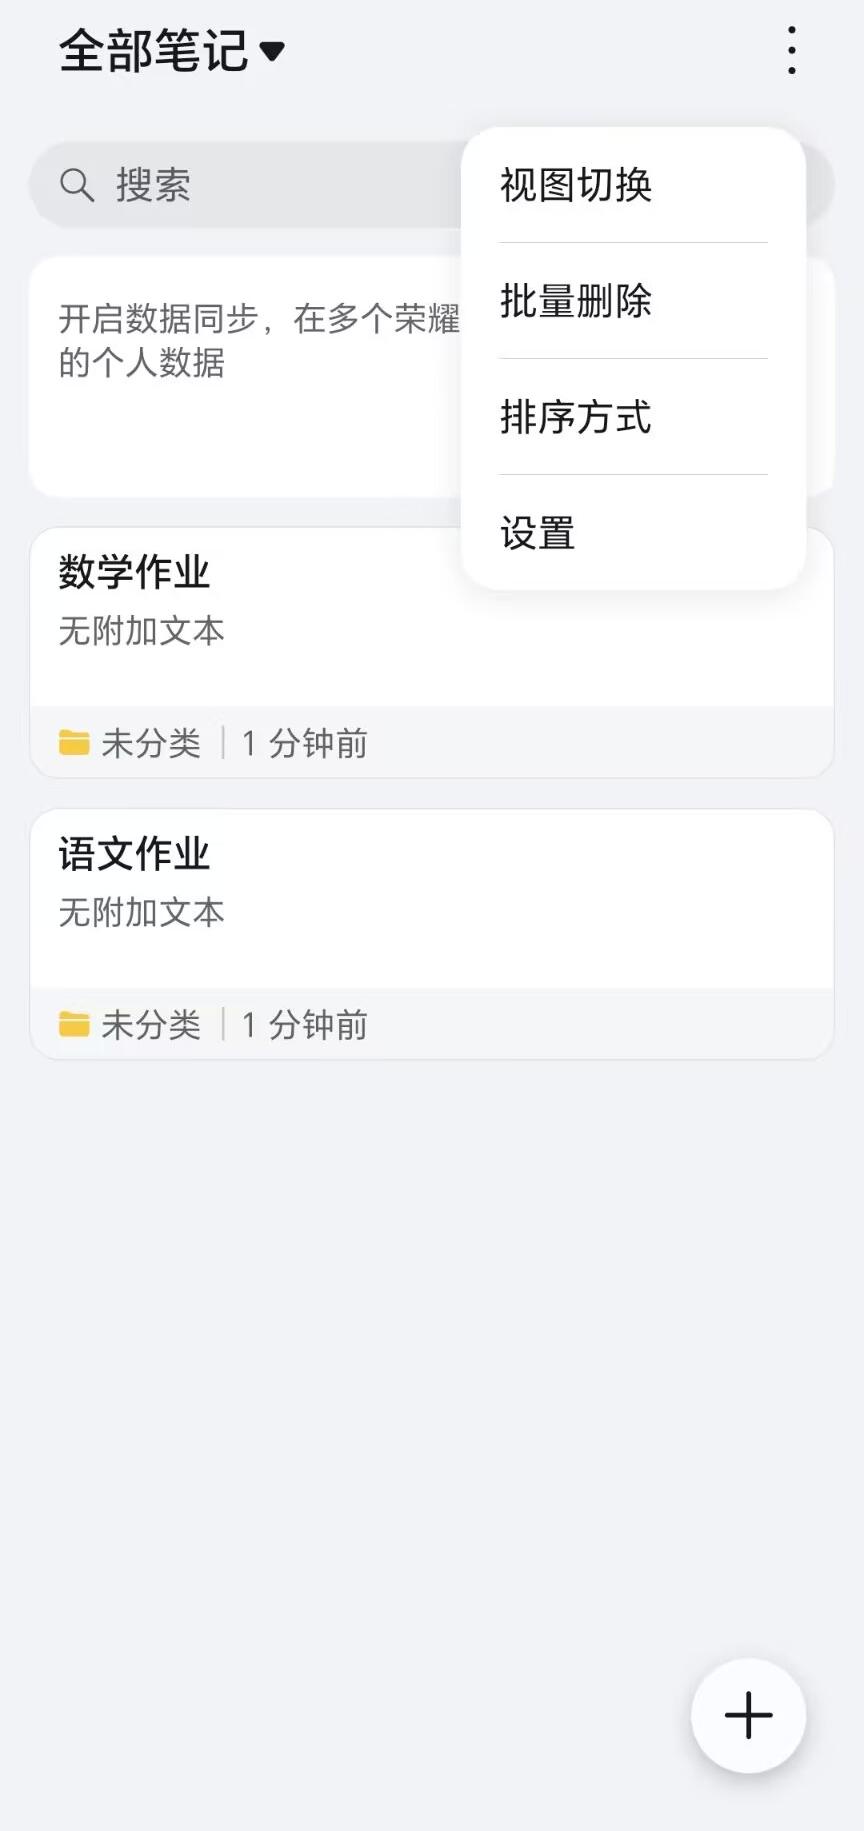 全部笔记
搜索
视图切换
批量删除
排序方式
设置
开启数据同步，在多个荣耀
的个人数据
数学作业
无附加文本
未分类 | 1 分钟前
语文作业
无附加文本
未分类 | 1 分钟前